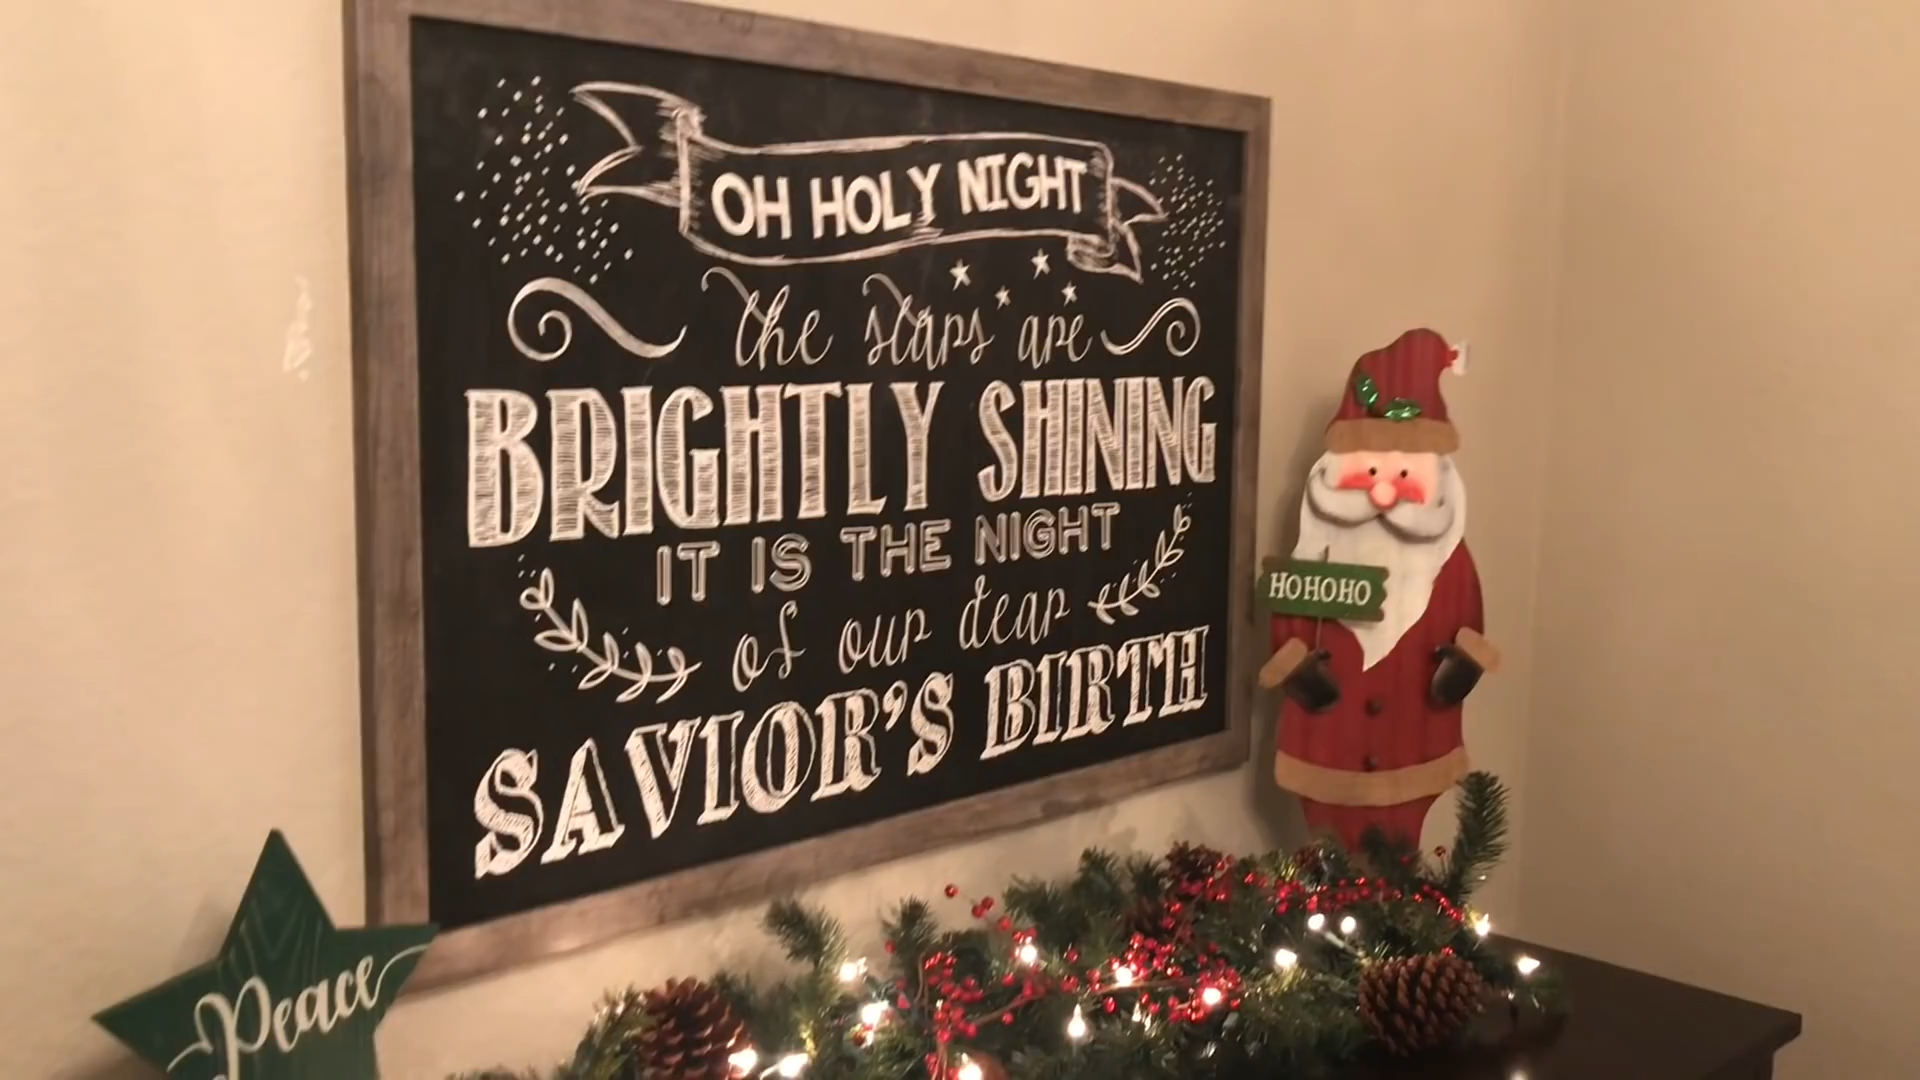 OH HOLY NIGHT
the stars are
BRIGHTLY SHINING
IT IS THE NIGHT
of our dear
SAVIOR'S BIRTH
HOHOHO
Peace